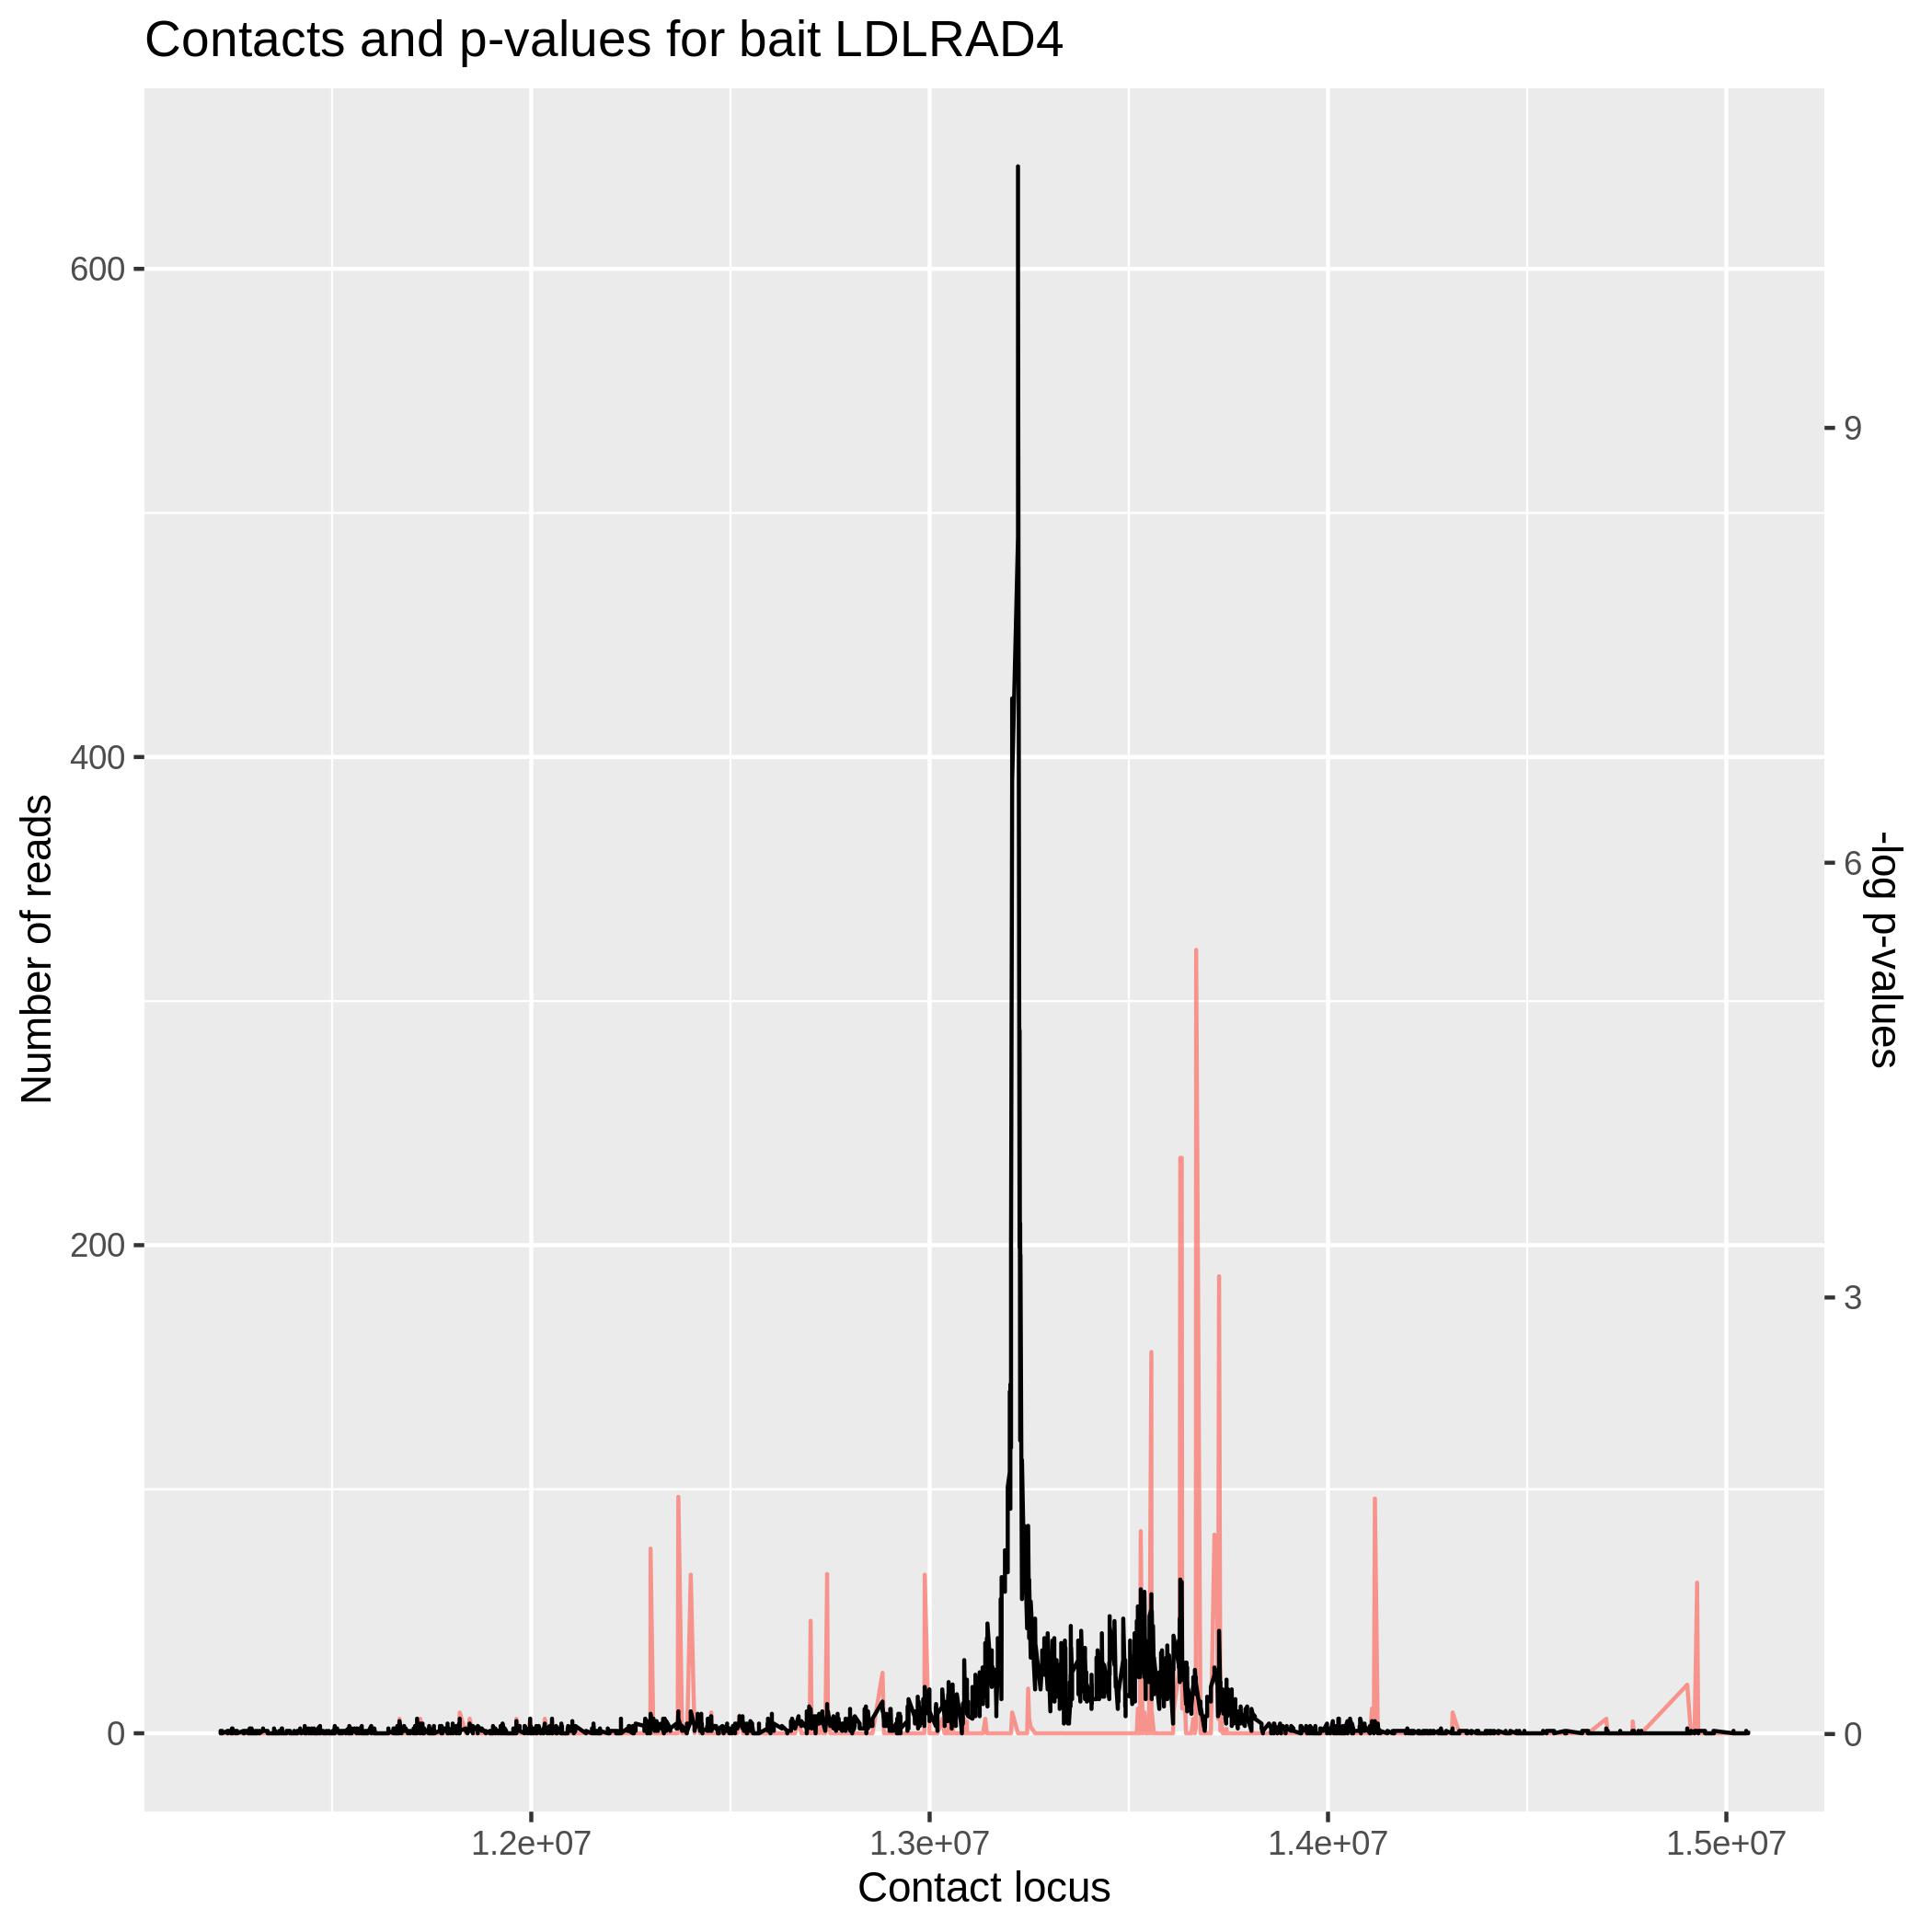 Contacts and p-values for bait LDLRAD4
600
400
200
0
Number of reads
9
6
3
0
-log p-values
1.2e+07
1.3e+07
1.4e+07
1.5e+07
Contact locus